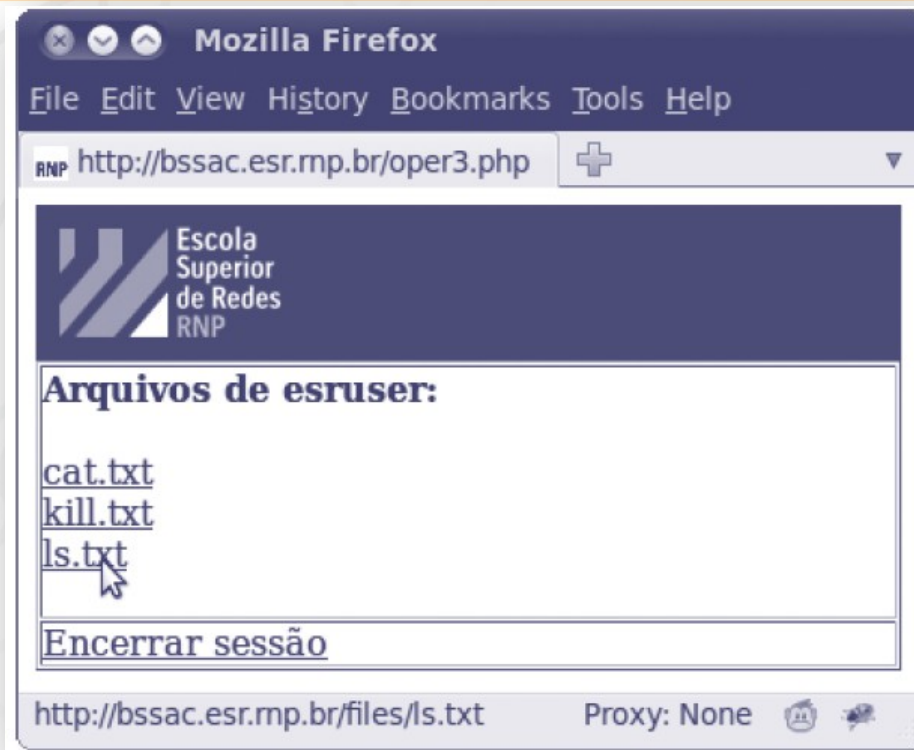 Mozilla Firefox
File Edit View History Bookmarks Tools Help
RNP http://bssac.esr.rnp.br/oper3.php
Escola
Superior
de Redes
RNP
Arquivos de esruser:
cat.txt
kill.txt
ls.txt
Encerrar sessão
http://bssac.esr.rnp.br/files/ls.txt Proxy: None